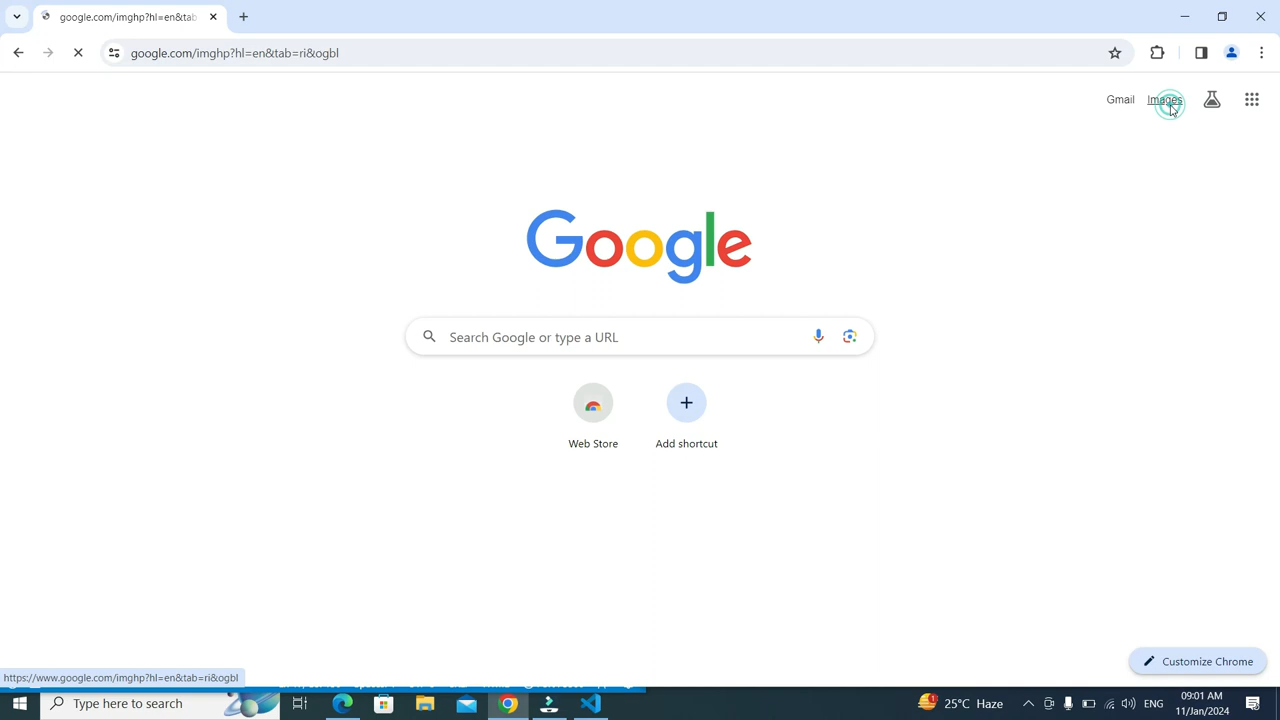 google.com/imghp?hl=en&tab
google.com/imghp?hl=en&tab=ri&ogbl
Gmail Images
Google
Search Google or type a URL
Web Store Add shortcut
Customize Chrome
https://www.google.com/imghp?hl=en&tab=ri&ogbl
Type here to search
1
25°C Haze
ENG
09:01 AM
11/Jan/2024